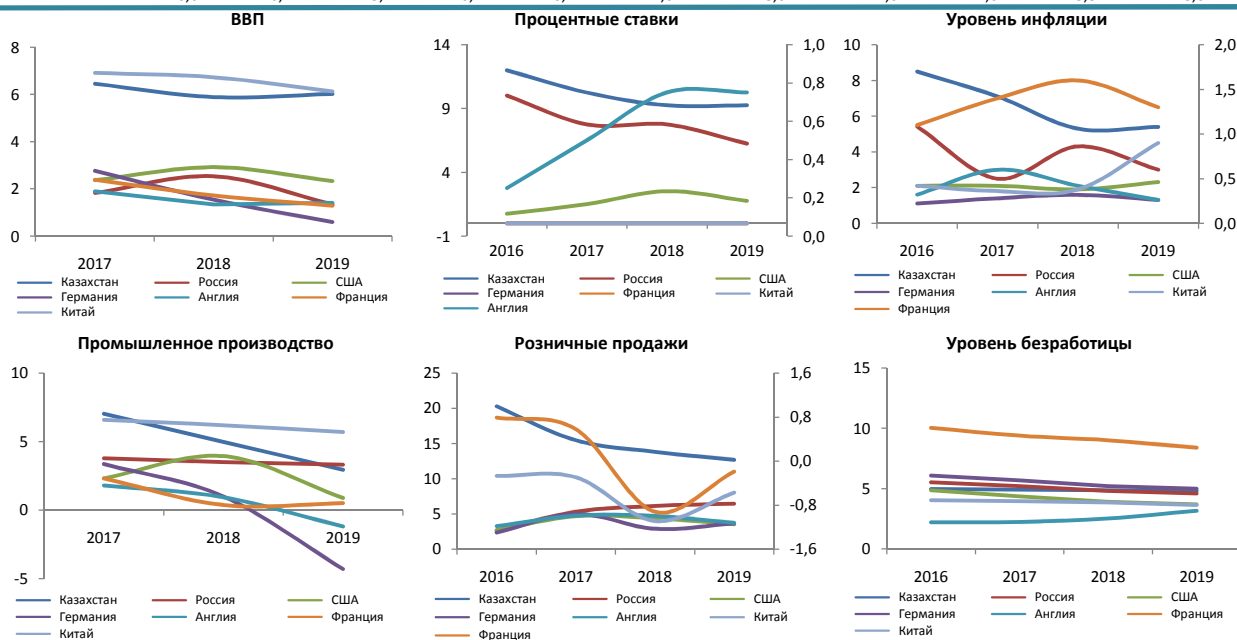 ВВП
8
6
4
2
0
2017 2018 2019
Казахстан Россия США
Германия Англия Франция
Китай
Процентные ставки
14
9
4
-1
1,0
0,8
0,6
0,4
0,2
0,0
2016 2017 2018 2019
Казахстан Россия США
Германия Франция Китай
Англия
Уровень инфляции
10
8
6
4
2
0
2,0
1,5
1,0
0,5
0,0
2016 2017 2018 2019
Казахстан Россия США
Германия Англия Китай
Франция
Промышленное производство
10
5
0
-5
2017 2018 2019
Казахстан Россия США
Германия Англия Франция
Китай
Розничные продажи
25
20
15
10
5
0
1,6
0,8
0,0
-0,8
-1,6
2016 2017 2018 2019
Казахстан Россия США
Германия Англия Китай
Франция
Уровень безработицы
15
10
5
0
2016 2017 2018 2019
Казахстан Россия США
Германия Англия Франция
Китай